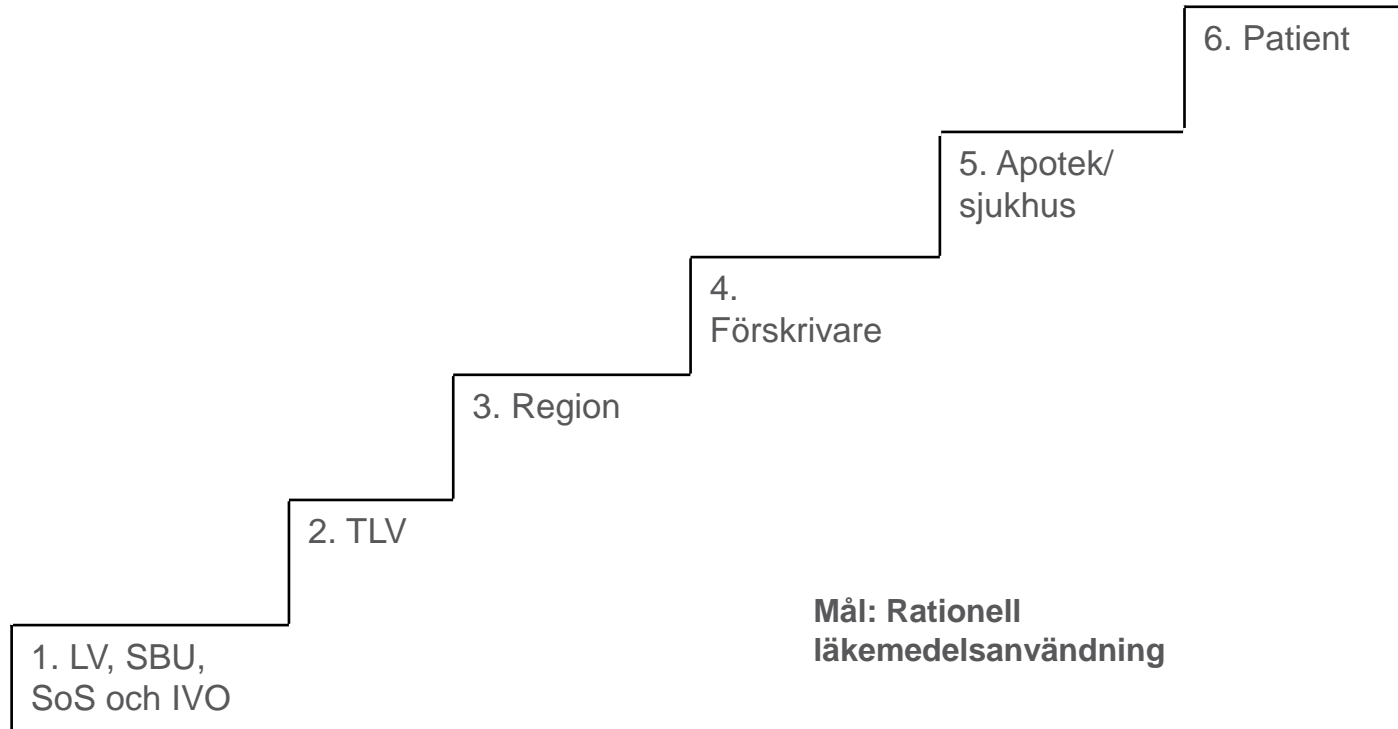 6. Patient
5. Apotek/
sjukhus
4.
Förskrivare
3. Region
2. TLV
Mål: Rationell
läkemedelsanvändning
1. LV, SBU,
SoS och IVO